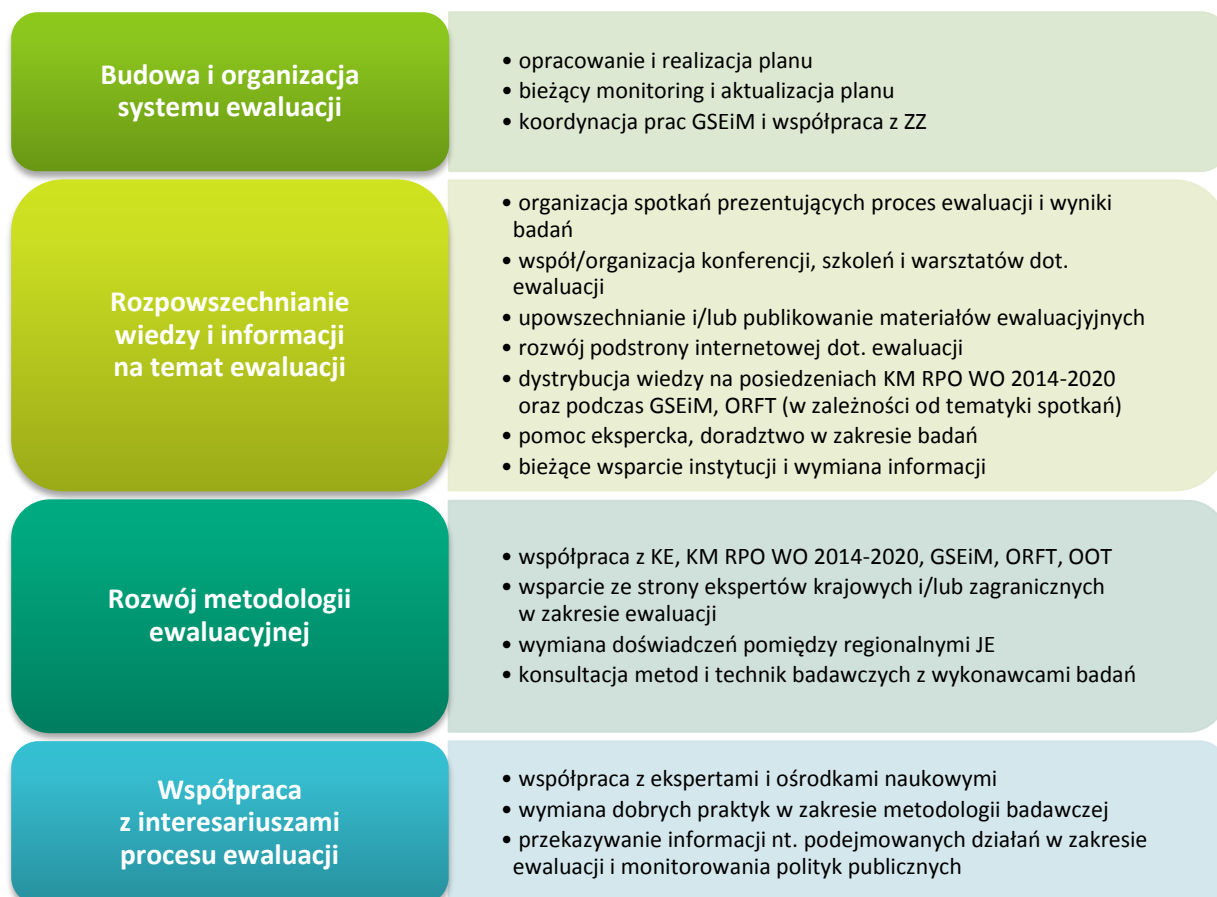 Budowa i organizacja
systemu ewaluacji
• opracowanie i realizacja planu
• bieżący monitoring i aktualizacja planu
• koordynacja prac GSEiM i współpraca z ZZ
Rozpowszechnianie
wiedzy i informacji
na temat ewaluacji
• organizacja spotkań prezentujących proces ewaluacji i wyniki
badań
• współ/organizacja konferencji, szkoleń i warsztatów dot.
ewaluacji
• upowszechnianie i/lub publikowanie materiałów ewaluacyjnych
• rozwój podstrony internetowej dot. ewaluacji
• dystrybucja wiedzy na posiedzeniach KM RPO WO 2014-2020
oraz podczas GSEiM, ORFT (w zależności od tematyki spotkań)
• pomoc ekspercka, doradztwo w zakresie badań
• bieżące wsparcie instytucji i wymiana informacji
Rozwój metodologii
ewaluacyjnej
• współpraca z KE, KM RPO WO 2014-2020, GSEiM, ORFT, OOT
• wsparcie ze strony ekspertów krajowych i/lub zagranicznych
w zakresie ewaluacji
• wymiana doświadczeń pomiędzy regionalnymi JE
• konsultacja metod i technik badawczych z wykonawcami badań
Współpraca
z interesariuszami
procesu ewaluacji
• współpraca z ekspertami i ośrodkami naukowymi
• wymiana dobrych praktyk w zakresie metodologii badawczej
• przekazywanie informacji nt. podejmowanych działań w zakresie
ewaluacji i monitorowania polityk publicznych